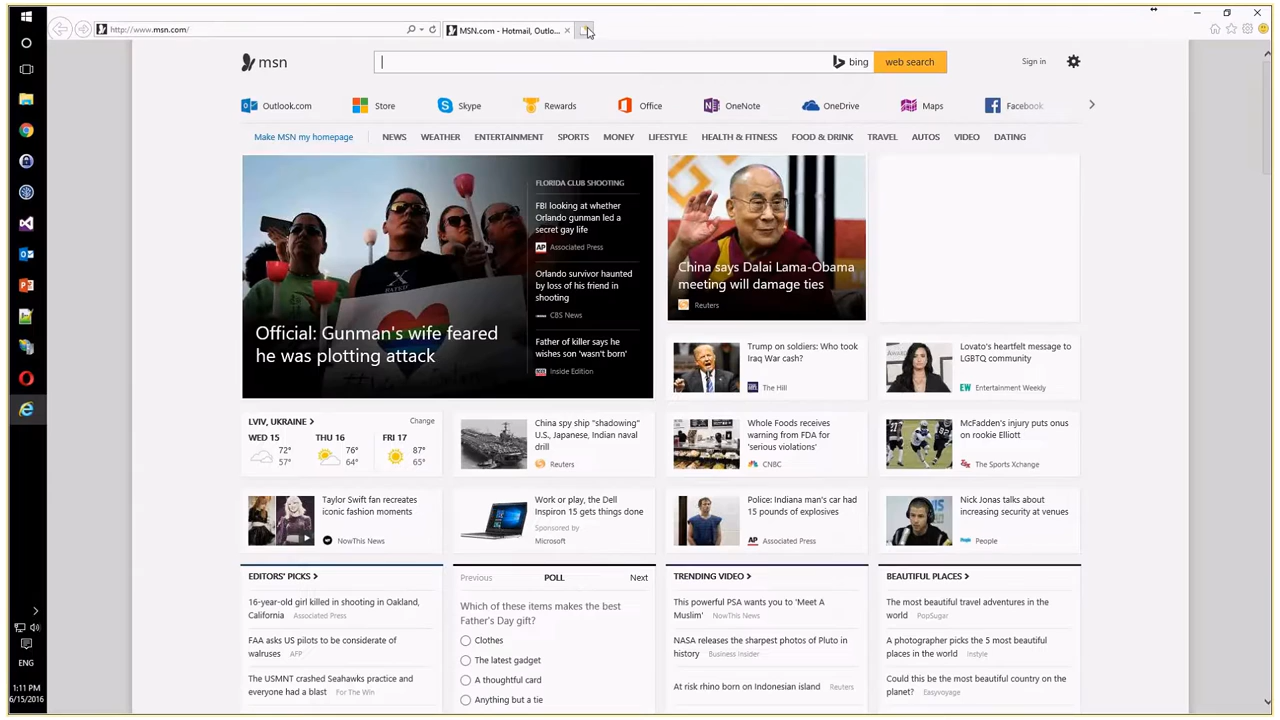 http://www.msn.com/
MSN.com - Hotmail, Outlo...
msn
bing
web search
Sign in
Outlook.com
Store
Skype
Rewards
Office
OneNote
OneDrive
Maps
Facebook
Make MSN my homepage
NEWS
WEATHER
ENTERTAINMENT
SPORTS
MONEY
LIFESTYLE
HEALTH & FITNESS
FOOD & DRINK
TRAVEL
AUTOS
VIDEO
DATING
Official: Gunman's wife feared
he was plotting attack
FLORIDA CLUB SHOOTING
FBI looking at whether
Orlando gunman led a
secret gay life
AP Associated Press
Orlando survivor haunted
by loss of his friend in
shooting
CBS News
Father of killer says he
wishes son 'wasn't born'
Inside Edition
China says Dalai Lama-Obama
meeting will damage ties
Reuters
Trump on soldiers: Who took
Iraq War cash?
The Hill
Lovato's heartfelt message to
LGBTQ community
EW Entertainment Weekly
LVIV, UKRAINE
Change
WED 15
72°
57°
THU 16
76°
64°
FRI 17
87°
65°
China spy ship "shadowing"
U.S., Japanese, Indian naval
drill
Reuters
Whole Foods receives
warning from FDA for
'serious violations'
CNBC
McFadden's injury puts onus
on rookie Elliott
The Sports Xchange
Taylor Swift fan recreates
iconic fashion moments
NowThis News
Work or play, the Dell
Inspiron 15 gets things done
Sponsored by
Microsoft
Police: Indiana man's car had
15 pounds of explosives
AP Associated Press
Nick Jonas talks about
increasing security at venues
People
EDITORS' PICKS
16-year-old girl killed in shooting in Oakland,
California Associated Press
FAA asks US pilots to be considerate of
walruses AFP
The USMNT crashed Seahawks practice and
everyone had a blast For The Win
Previous
POLL
Next
Which of these items makes the best
Father's Day gift?
Clothes
The latest gadget
A thoughtful card
Anything but a tie
TRENDING VIDEO
This powerful PSA wants you to 'Meet A
Muslim' NowThis News
NASA releases the sharpest photos of Pluto in
history Business Insider
At risk rhino born on Indonesian island Reuters
BEAUTIFUL PLACES
The most beautiful travel adventures in the
world PopSugar
A photographer picks the 5 most beautiful
places in the world Instyle
Could this be the most beautiful country on the
planet? Easyvoyage
ENG
1:11 PM
6/15/2016